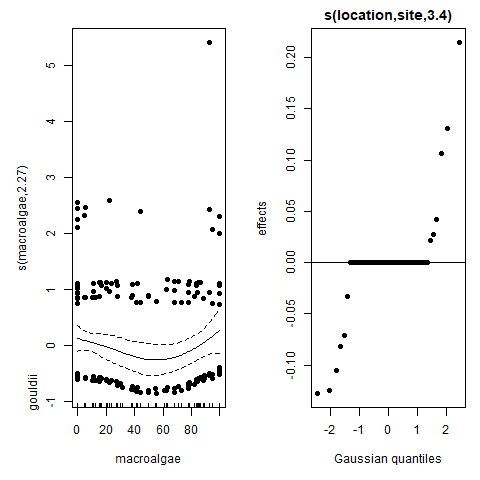 s(location,site,3.4)
s(macroalgae,2.27)
gouldii
-1 0 1 2 3 4 5
0 20 40 60 80
macroalgae
effects
-0.10 -0.05 0.00 0.05 0.10 0.15 0.20
-2 -1 0 1 2
Gaussian quantiles